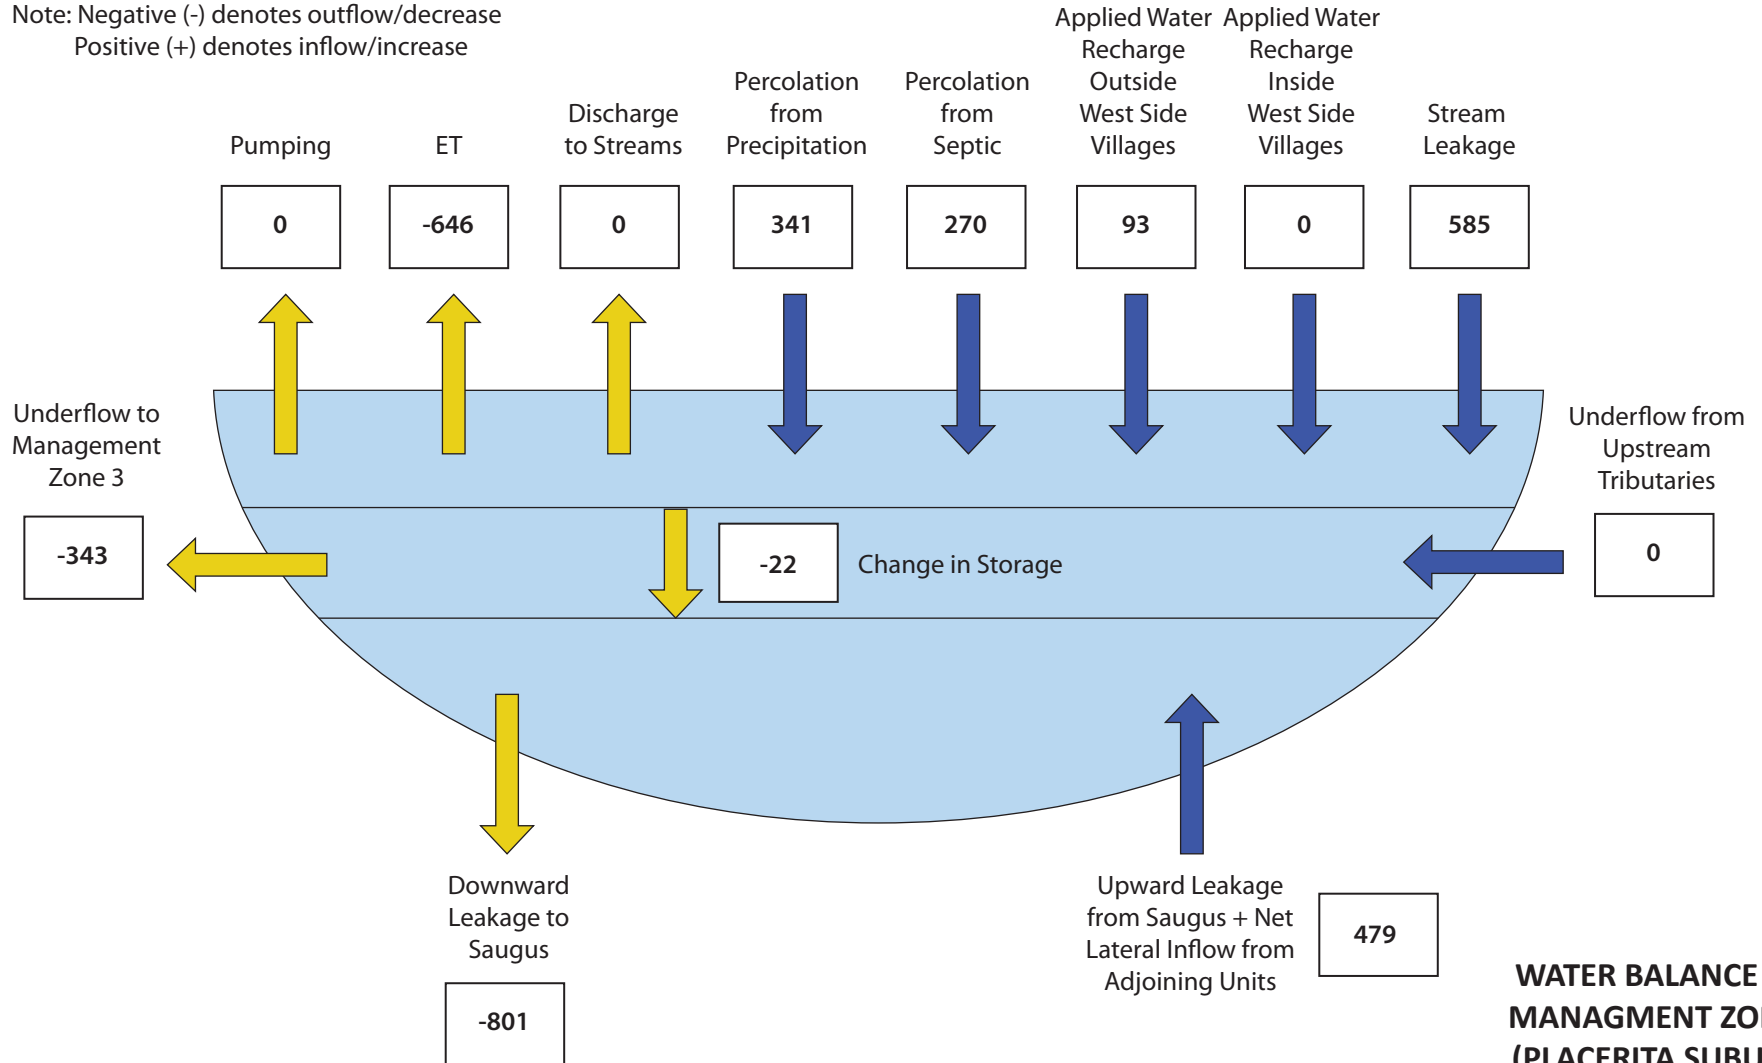 Note: Negative (-) denotes outflow/decrease
Positive (+) denotes inflow/increase
Pumping
0
ET
-646
Discharge
to Streams
0
Percolation
from
Precipitation
341
Percolation
from
Septic
270
Applied Water
Recharge
Outside
West Side
Villages
93
Applied Water
Recharge
Inside
West Side
Villages
0
Stream
Leakage
585
Underflow to
Management
Zone 3
-343
-22
Change in Storage
Underflow from
Upstream
Tributaries
0
Downward
Leakage to
Saugus
-801
Upward Leakage
from Saugus + Net
Lateral Inflow from
Adjoining Units
479
WATER BALANCE
MANAGMENT
(PLACERITA